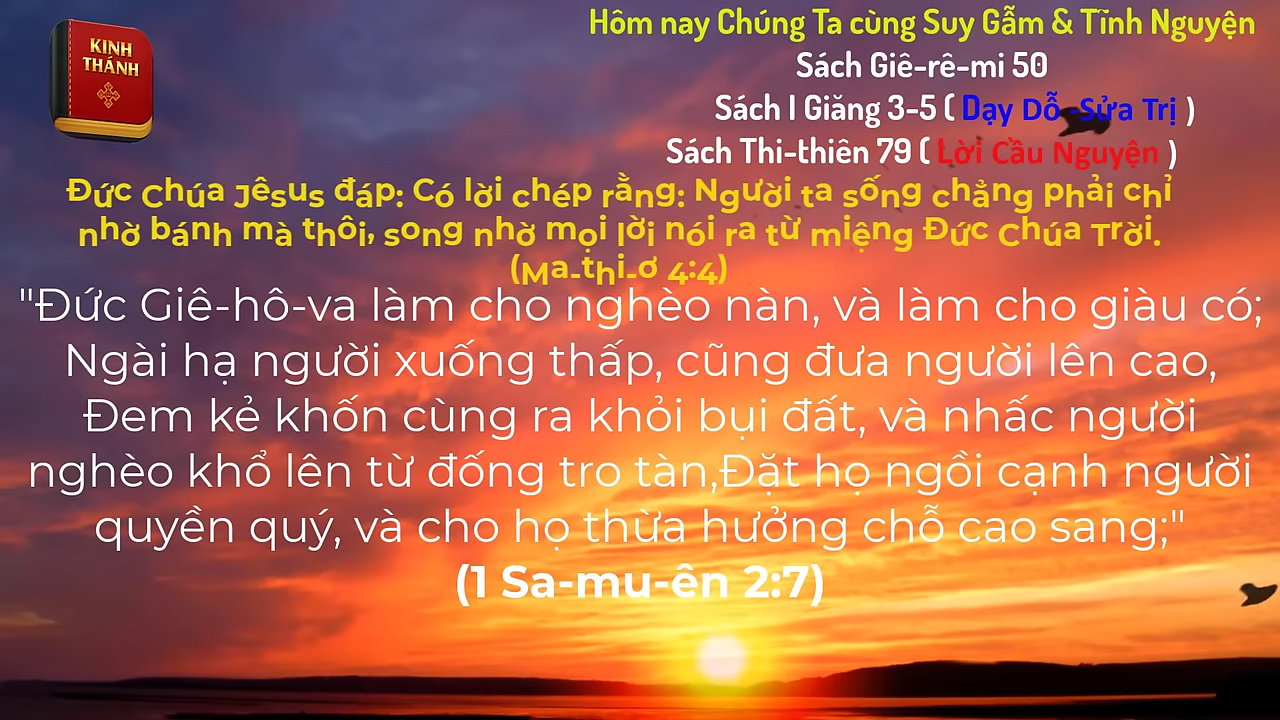 KINH
THÁNH
Hôm nay Chúng Ta cùng Suy Gẫm & Tĩnh Nguyện
Sách Giê-rê-mi 50
Sách I Giăng 3-5 ( Dạy Dỗ -Sửa Trị )
Sách Thi-thiên 79 ( Lời Cầu Nguyện )
Đức Chúa Jêsus đáp: Có lời chép rằng: Người ta sống chẳng phải chỉ
nhờ bánh mà thôi, song nhờ mọi lời nói ra từ miệng Đức Chúa Trời.
(Ma-thi-ơ 4:4)
"Đức Giê-hô-va làm cho nghèo nàn, và làm cho giàu có;
Ngài hạ người xuống thấp, cũng đưa người lên cao,
Đem kẻ khốn cùng ra khỏi bụi đất, và nhấc người
nghèo khổ lên từ đống tro tàn,Đặt họ ngồi cạnh người
quyền quý, và cho họ thừa hưởng chỗ cao sang;"
(1 Sa-mu-ên 2:7)